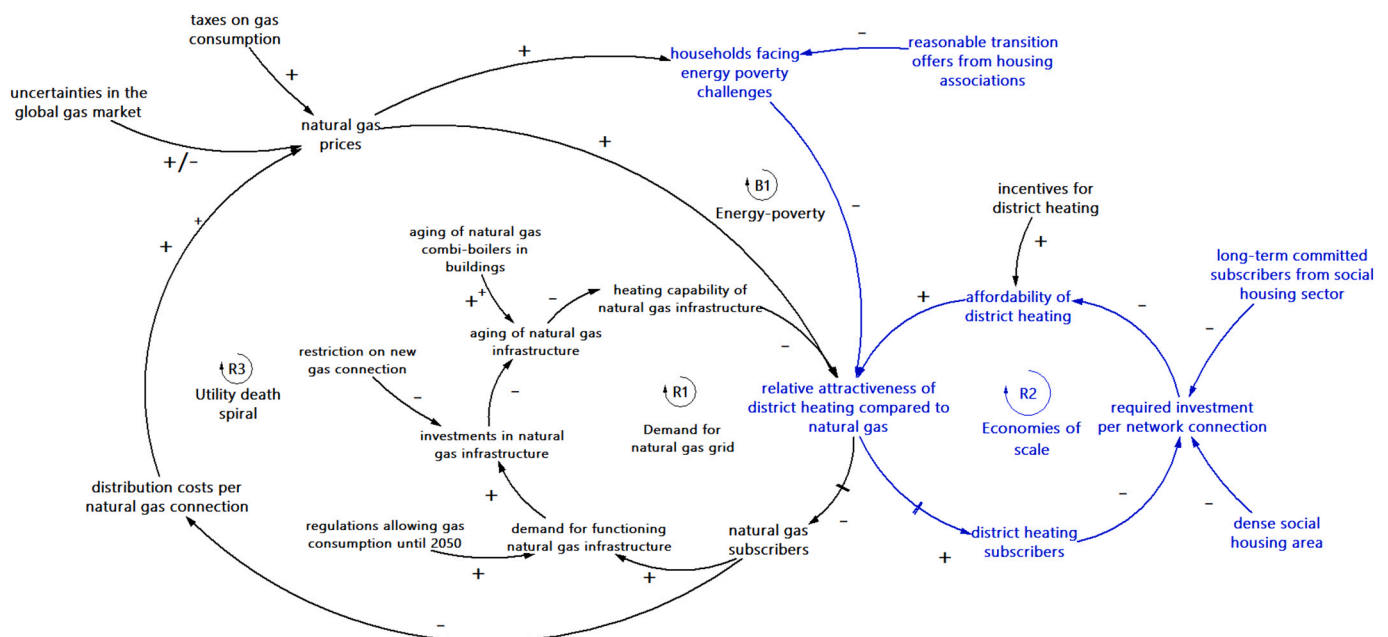 taxes on gas
consumption
+
uncertainties in the
global gas market
+/-
natural gas
prices
+
households facing
energy poverty
challenges
-
reasonable transition
offers from housing
associations
+
B1
Energy-poverty
-
incentives for
district heating
+
+
+
aging of natural gas
combi-boilers in
buildings
+
+
-
heating capability of
natural gas infrastructure
-
aging of natural gas
infrastructure
-
affordability of
district heating
+
-
long-term committed
subscribers from social
housing sector
-
R3
Utility death
spiral
restriction on new
gas connection
-
investments in natural
gas infrastructure
R1
Demand for
natural gas grid
relative attractiveness of
district heating compared to
natural gas
R2
Economies of
scale
required investment
per network connection
distribution costs per
natural gas connection
+
regulations allowing gas
consumption until 2050
+
demand for functioning
natural gas infrastructure
+
natural gas
subscribers
-
district heating
subscribers
+
-
-
dense social
housing area
-